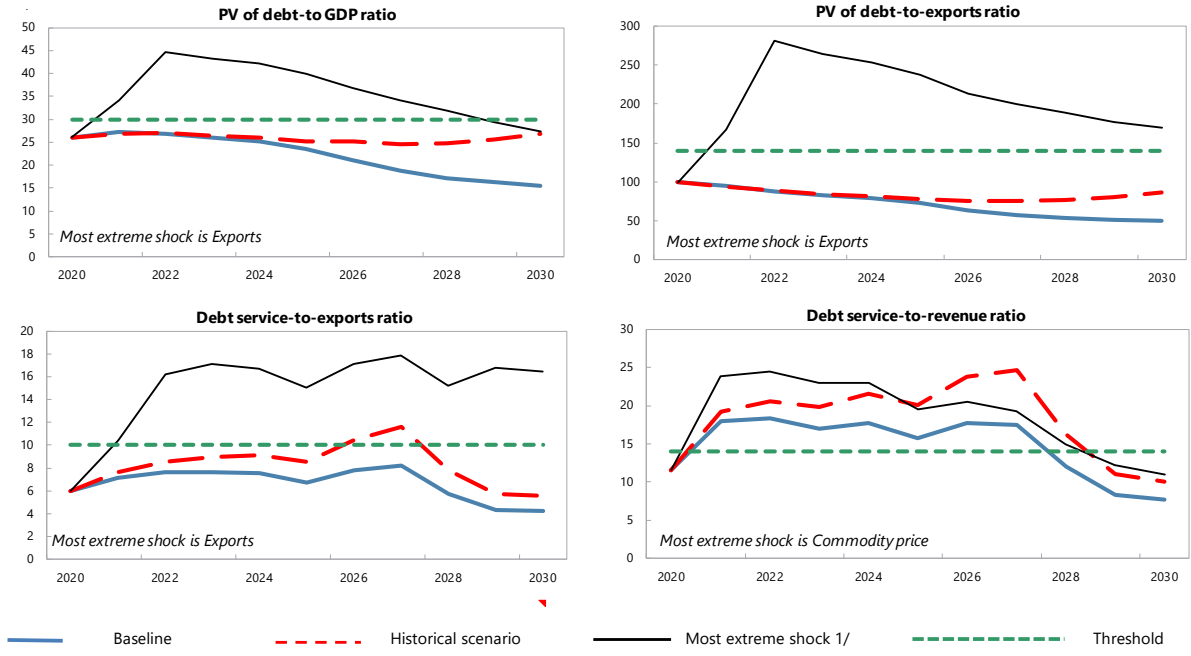 PV of debt-to GDP ratio
50
45
40
35
30
25
20
15
10
5
0
Most extreme shock is Exports
2020 2022 2024 2026 2028 2030
PV of debt-to-exports ratio
300
250
200
150
100
50
0
Most extreme shock is Exports
2020 2022 2024 2026 2028 2030
Debt service-to-exports ratio
20
18
16
14
12
10
8
6
4
2
0
Most extreme shock is Exports
2020 2022 2024 2026 2028 2030
Debt service-to-revenue ratio
30
25
20
15
10
5
0
Most extreme shock is Commodity price
2020 2022 2024 2026 2028 2030
Baseline Historical scenario Most extreme shock 1/ Threshold